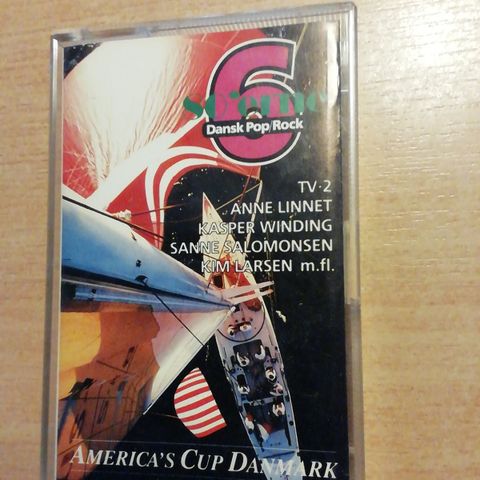 6
Dansk Pop/Rock
TV·2
ANNE LINNET
KASPER WINDING
SANNE SALOMONSEN
KIM LARSEN m.fl.
AMERICA'S CUP DANMARK